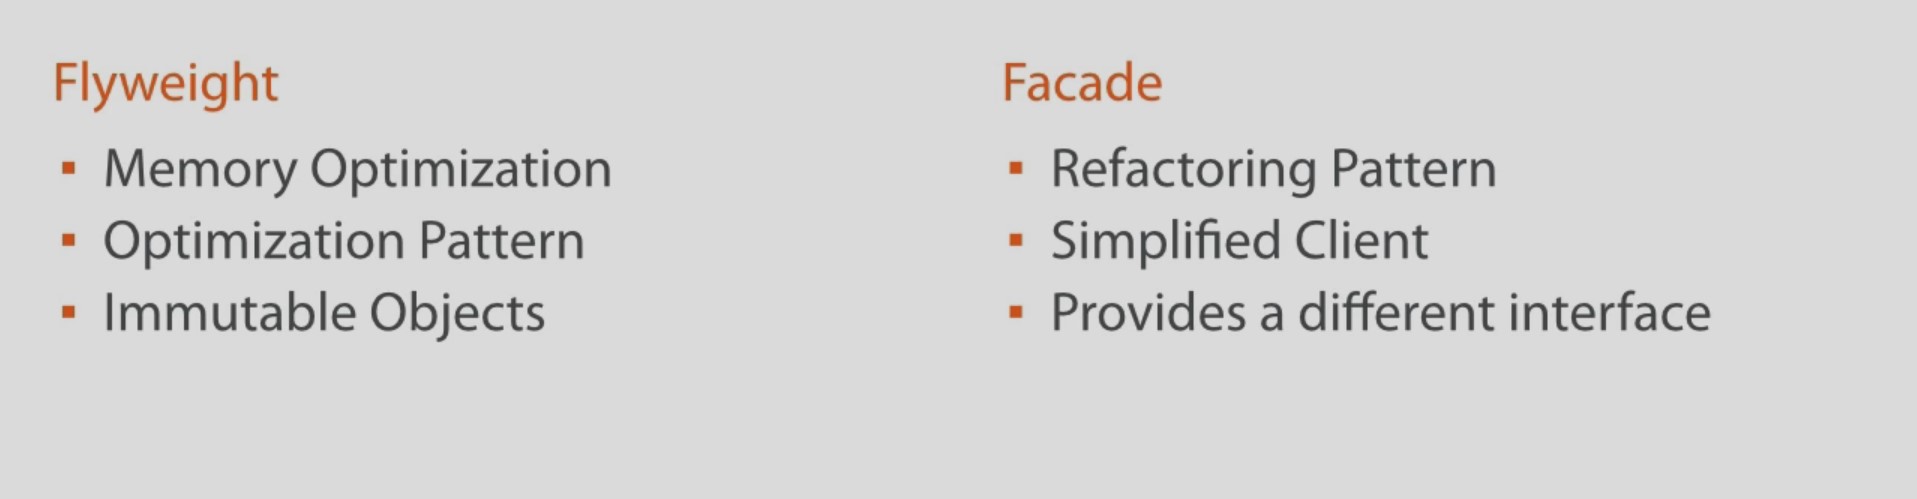 Flyweight
Memory Optimization
Optimization Pattern
Immutable Objects
Facade
Refactoring Pattern
Simplified Client
Provides a different interface